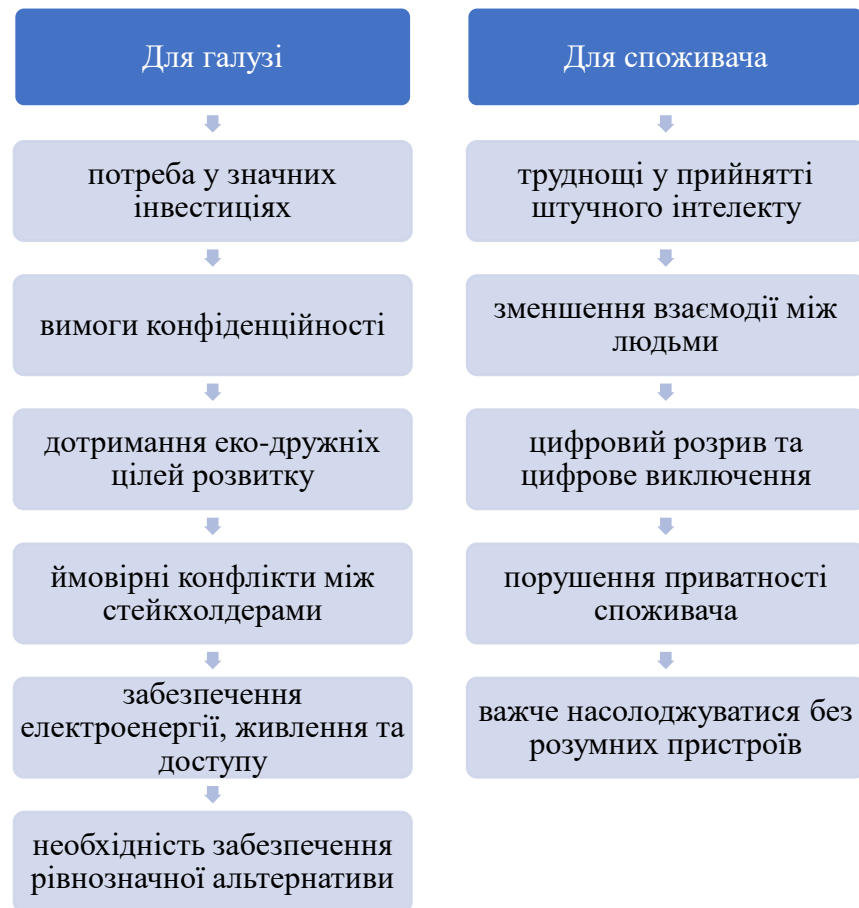 Для галузі
потреба у значних
інвестиціях
вимоги конфіденційності
дотримання еко-дружніх
цілей розвитку
ймовірні конфлікти між
стейкхолдерами
забезпечення
електроенергії, живлення та
доступу
необхідність забезпечення
рівнозначної альтернативи
Для споживача
труднощі у прийнятті
штучного інтелекту
зменшення взаємодії між
людьми
цифровий розрив та
цифрове виключення
порушення приватності
споживача
важче насолоджуватися без
розумних пристроїв